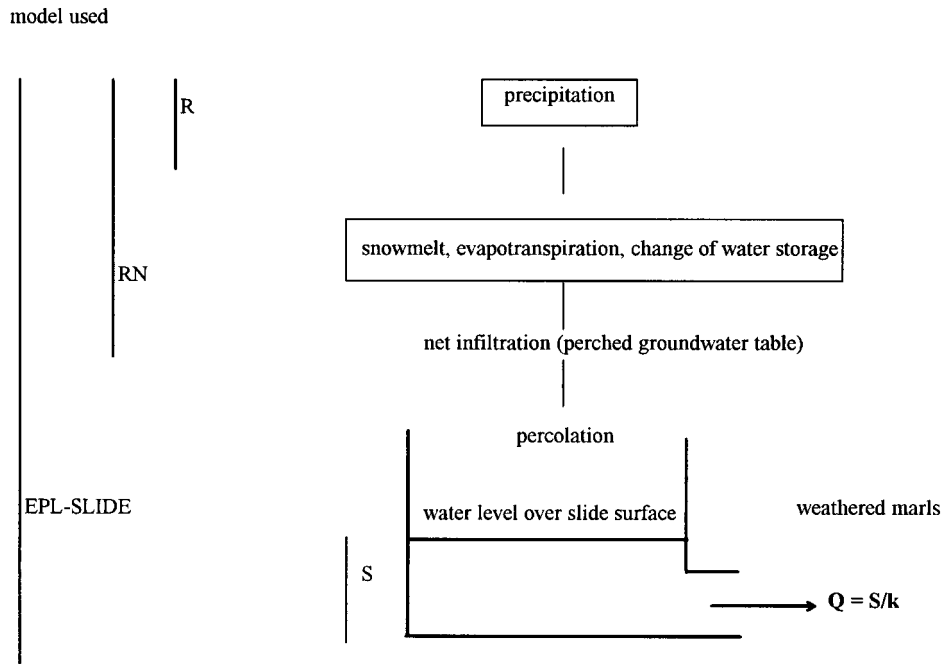 model used
R
precipitation
snowmelt, evapotranspiration, change of water storage
RN
net infiltration (perched groundwater table)
percolation
EPL-SLIDE
water level over slide surface
weathered marls
S
Q = S/k